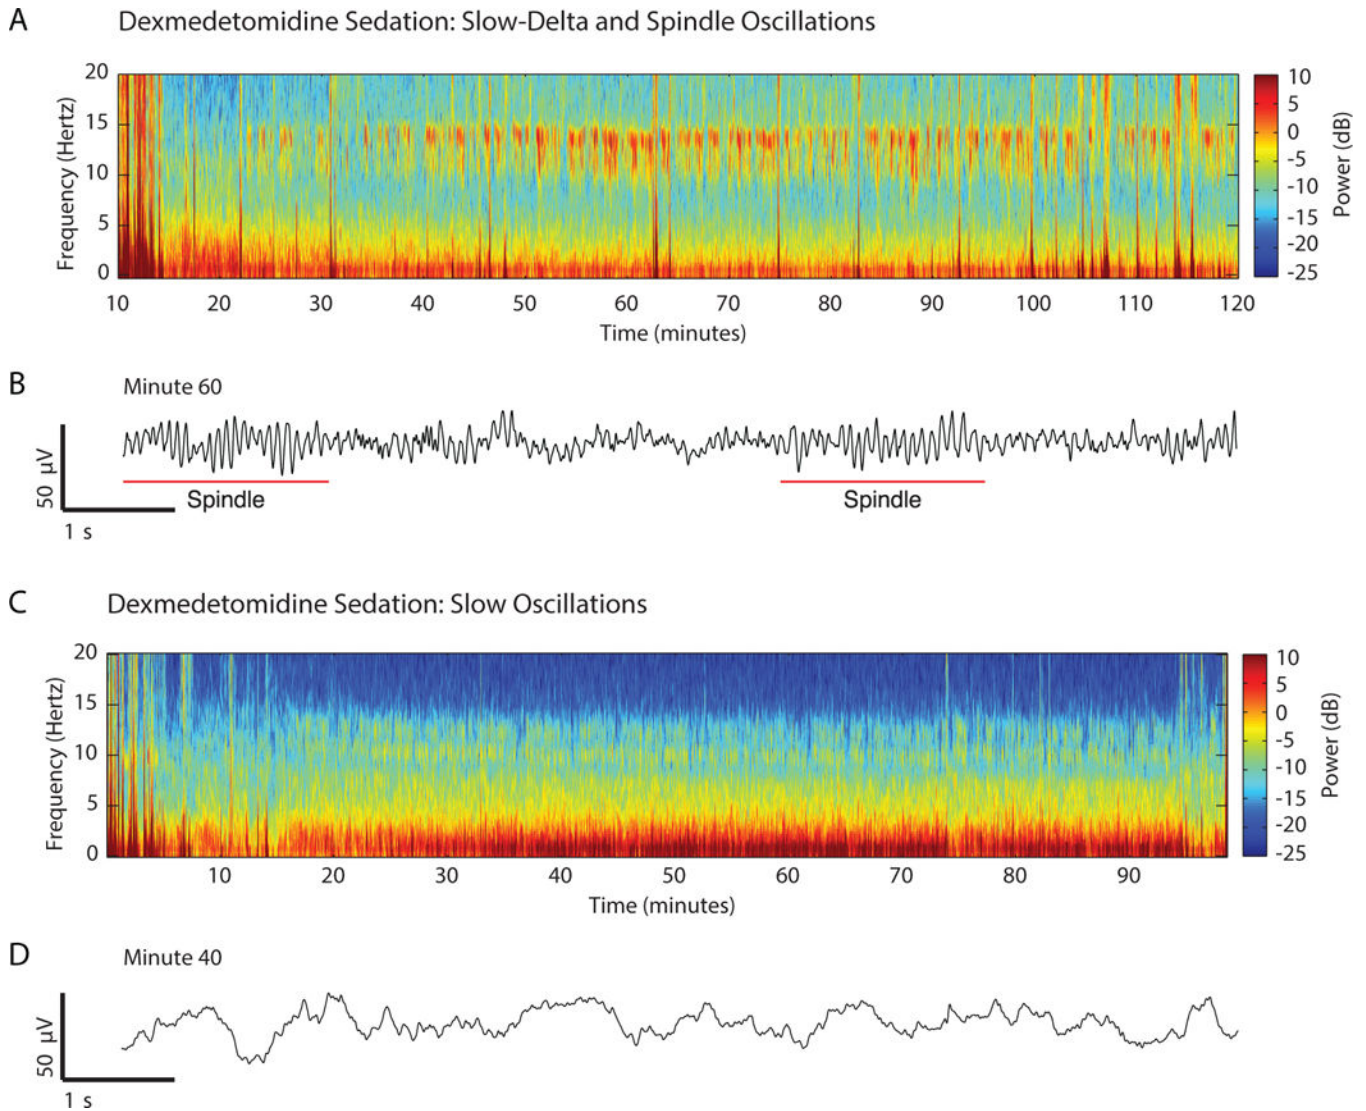 A
Dexmedetomidine Sedation: Slow-Delta and Spindle Oscillations
Frequency (Hertz)
20
15
10
5
0
10 20 30 40 50 60 70 80 90 100 110 120
Time (minutes)
10
5
0
-5
-10
-15
-20
-25
Power (dB)
B
Minute 60
50 µV
1 s
Spindle
Spindle
C
Dexmedetomidine Sedation: Slow Oscillations
Frequency (Hertz)
20
15
10
5
0
10 20 30 40 50 60 70 80 90
Time (minutes)
10
5
0
-5
-10
-15
-20
-25
Power (dB)
D
Minute 40
50 µV
1 s